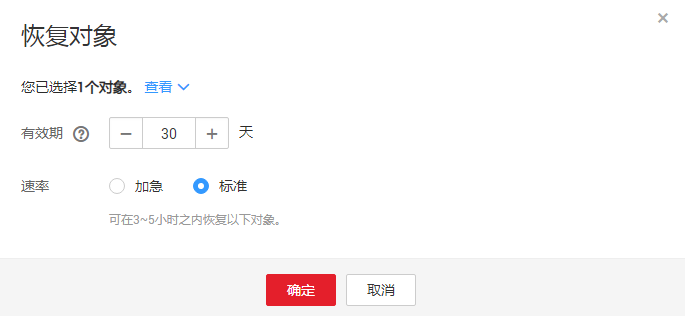 恢复对象
您已选择1个对象。 查看
有效期 ? − 30 + 天
速率 加急 标准
可在3~5小时之内恢复以下对象。
确定 取消